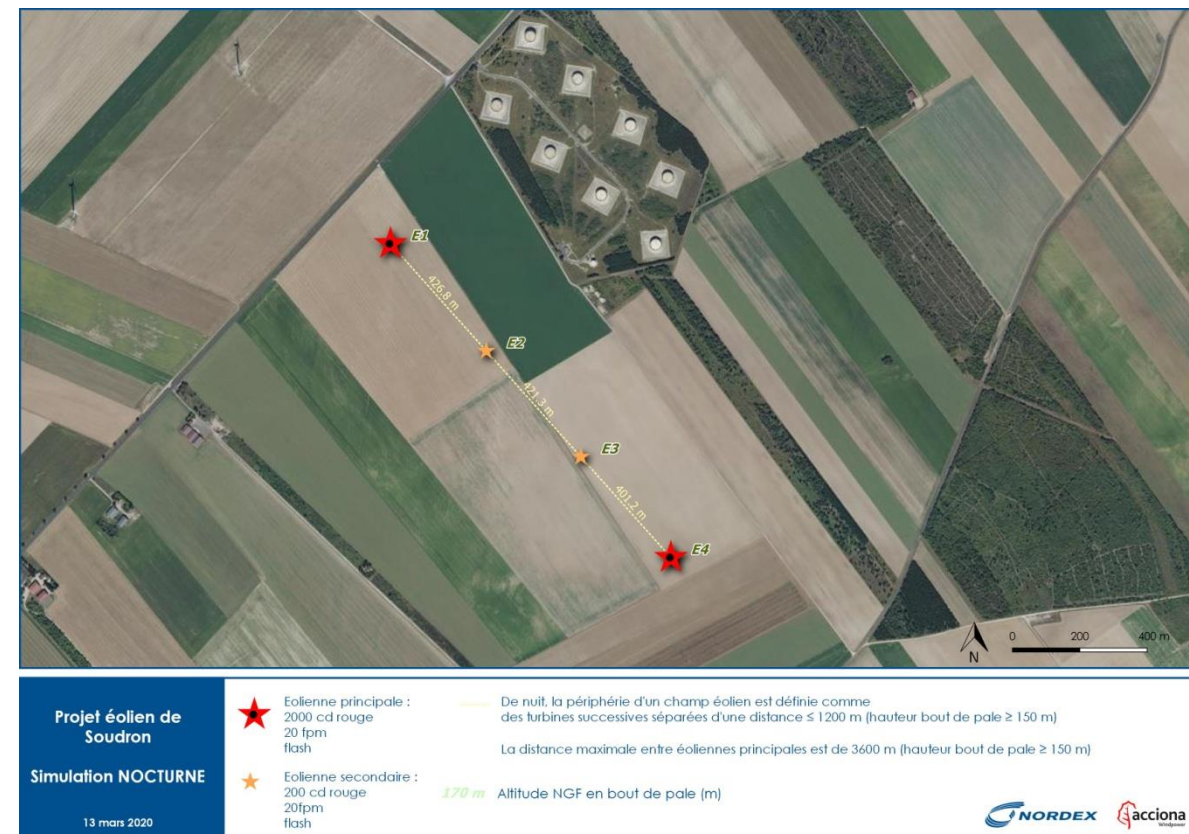 E1
426.8 m
E2
421.3 m
E3
401.2 m
E4
N
0 200 400 m
Projet éolien de
Soudron
Simulation NOCTURNE
13 mars 2020
Eolienne principale :
2000 cd rouge
20 fpm
flash
Eolienne secondaire :
200 cd rouge
20fpm
flash
De nuit, la périphérie d'un champ éolien est définie comme
des turbines successives séparées d'une distance ≤ 1200 m (hauteur bout de pale ≥ 150 m)
La distance maximale entre éoliennes principales est de 3600 m (hauteur bout de pale ≥ 150 m)
170 m Altitude NGF en bout de pale (m)
NORDEX
acciona
Windpower